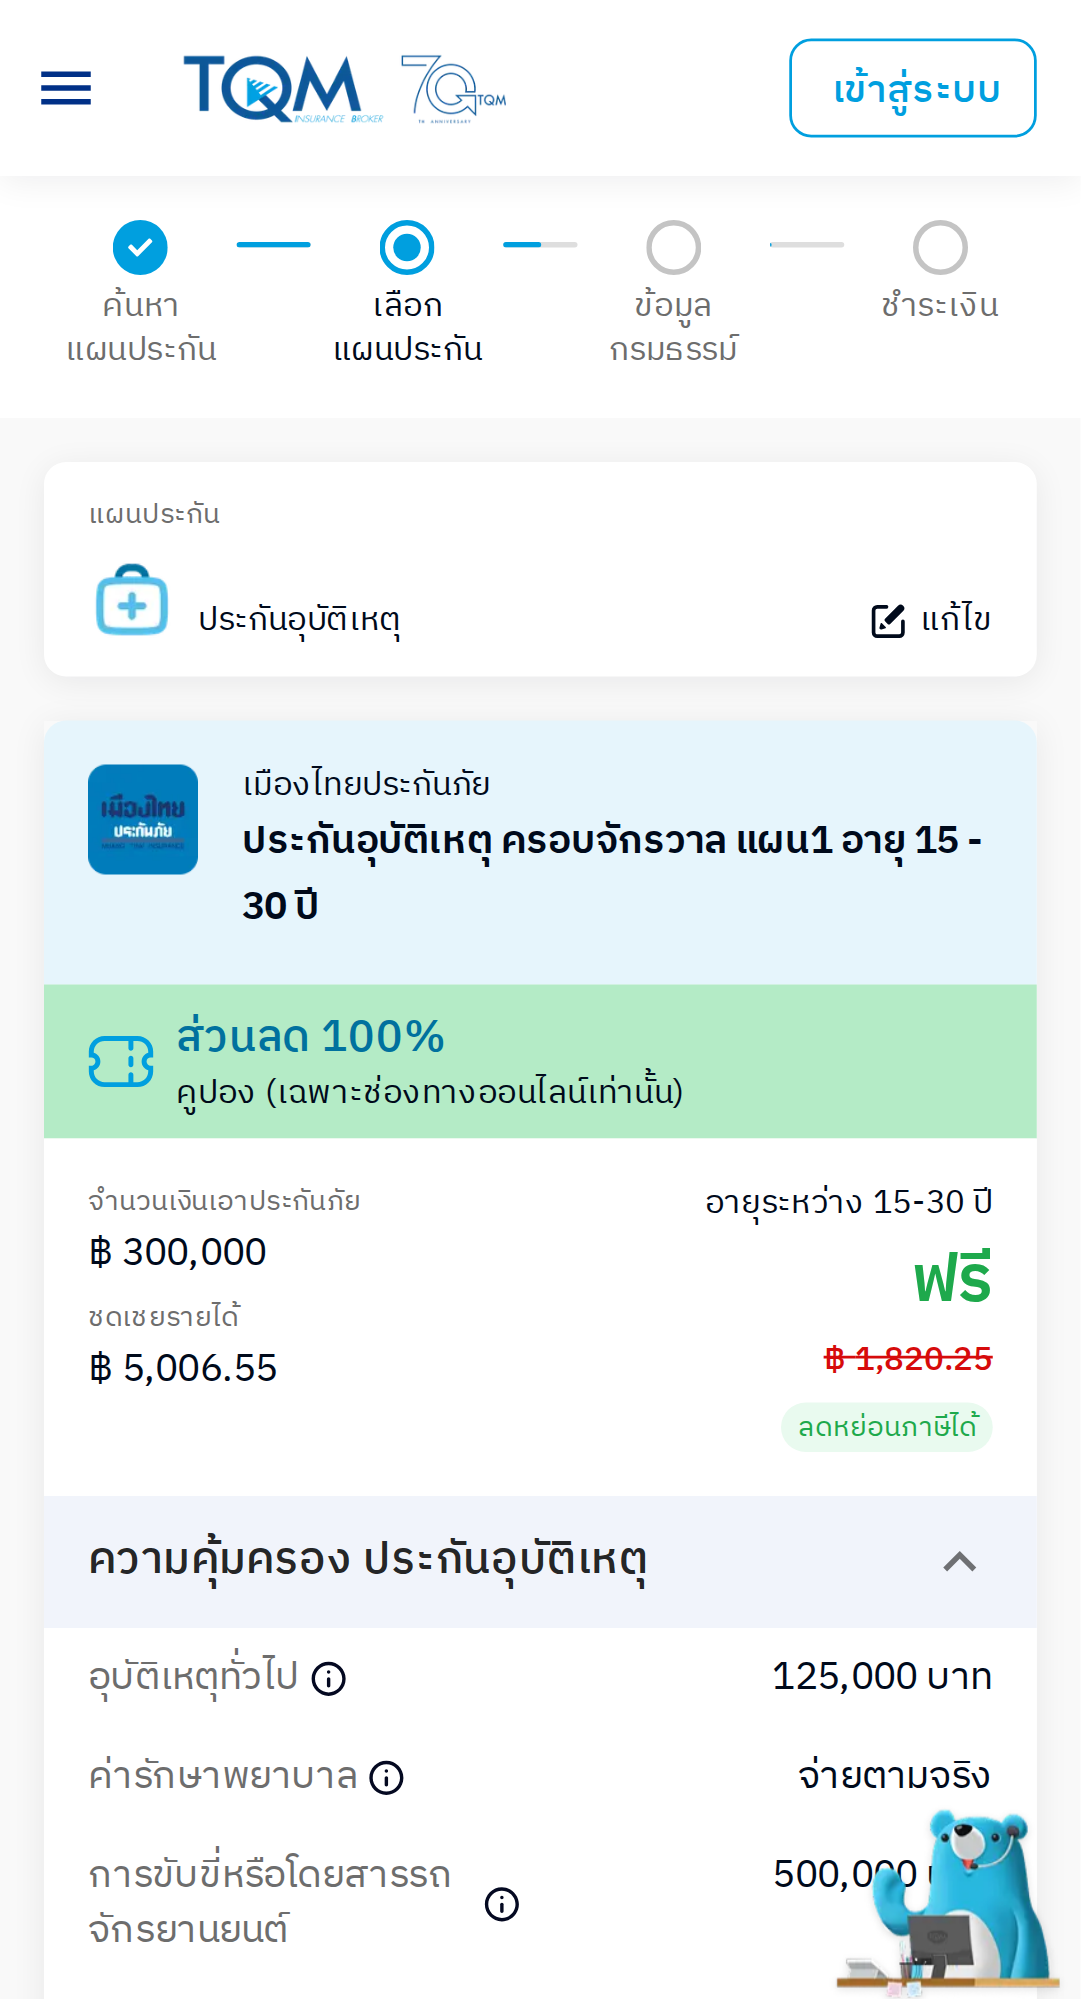 TQM
INSURANCE BROKER
70 TQM
TH ANNIVERSARY
เข้าสู่ระบบ
ค้นหา
แผนประกัน
เลือก
แผนประกัน
ข้อมูล
กรมธรรม์
ชำระเงิน
แผนประกัน
ประกันอุบัติเหตุ
แก้ไข
เมืองไทย
ประกันภัย
เมืองไทยประกันภัย
ประกันอุบัติเหตุ ครอบจักรวาล แผน1 อายุ 15 -
30 ปี
ส่วนลด 100%
คูปอง (เฉพาะช่องทางออนไลน์เท่านั้น)
จำนวนเงินเอาประกันภัย
฿ 300,000
ชดเชยรายได้
฿ 5,006.55
อายุระหว่าง 15-30 ปี
ฟรี
฿ 1,820.25
ลดหย่อนภาษีได้
ความคุ้มครอง ประกันอุบัติเหตุ
อุบัติเหตุทั่วไป 125,000 บาท
ค่ารักษาพยาบาล จ่ายตามจริง
การขับขี่หรือโดยสารรถ
จักรยานยนต์
500,000